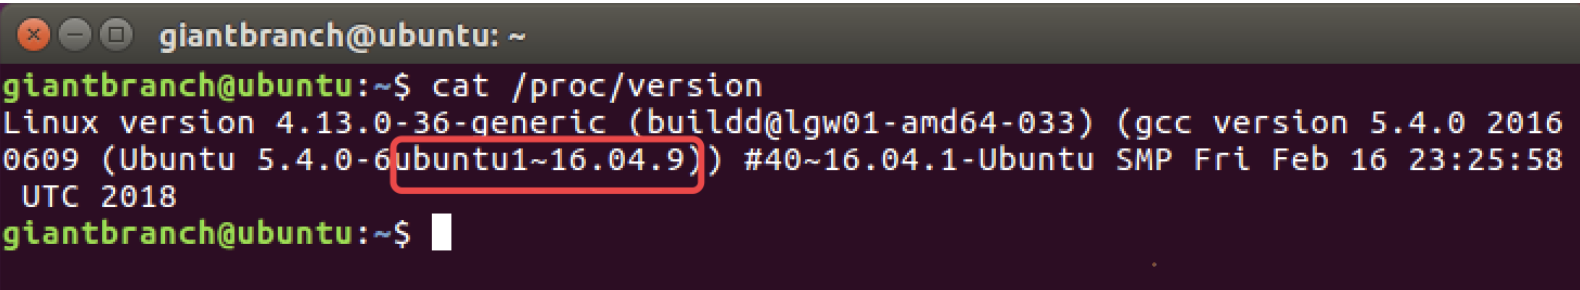 giantbranch@ubuntu: ~
giantbranch@ubuntu:~$ cat /proc/version
Linux version 4.13.0-36-generic (buildd@lgw01-amd64-033) (gcc version 5.4.0 2016
0609 (Ubuntu 5.4.0-6ubuntu1~16.04.9)) #40~16.04.1-Ubuntu SMP Fri Feb 16 23:25:58
 UTC 2018
giantbranch@ubuntu:~$